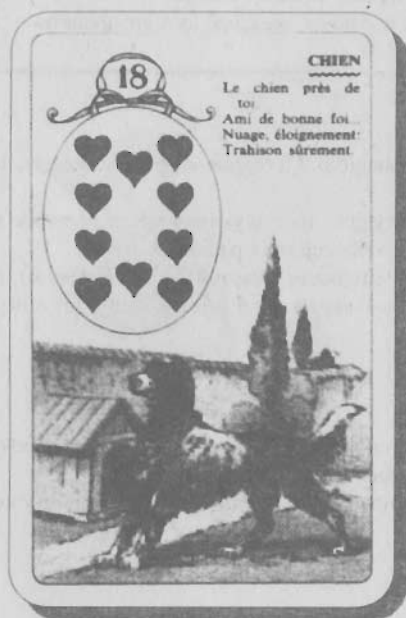 18
CHIEN
Le chien près de
toi.
Ami de bonne foi...
Nuage, éloignement:
Trahison sûrement.